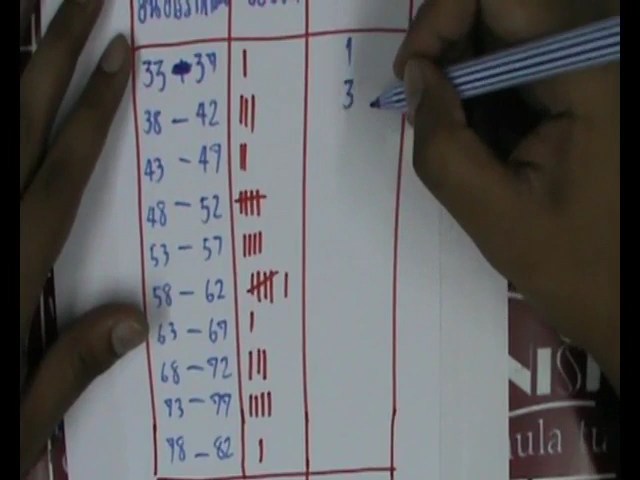 33 - 37 | 1
38 - 42 ||| 3
43 - 47 ||
48 - 52 ||||
53 - 57 ||||
58 - 62 |||| |
63 - 67 |
68 - 72 |||
73 - 77 ||||
78 - 82 |